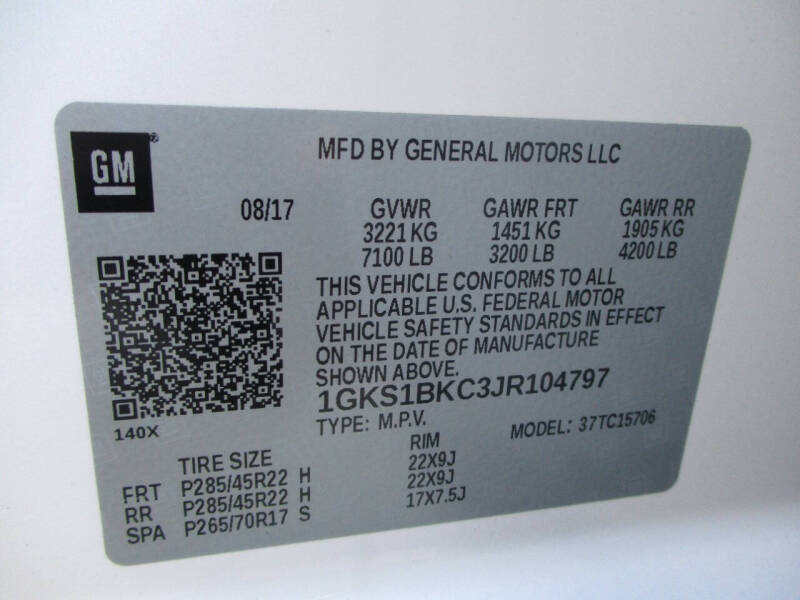 GM®
MFD BY GENERAL MOTORS LLC
08/17 GVWR GAWR FRT GAWR RR
3221 KG 1451 KG 1905 KG
7100 LB 3200 LB 4200 LB
THIS VEHICLE CONFORMS TO ALL
APPLICABLE U.S. FEDERAL MOTOR
VEHICLE SAFETY STANDARDS IN EFFECT
ON THE DATE OF MANUFACTURE
SHOWN ABOVE.
1GKS1BKC3JR104797
140X
TYPE: M.P.V. MODEL: 37TC15706
TIRE SIZE RIM
FRT P285/45R22 H 22X9J
RR P285/45R22 H 22X9J
SPA P265/70R17 S 17X7.5J